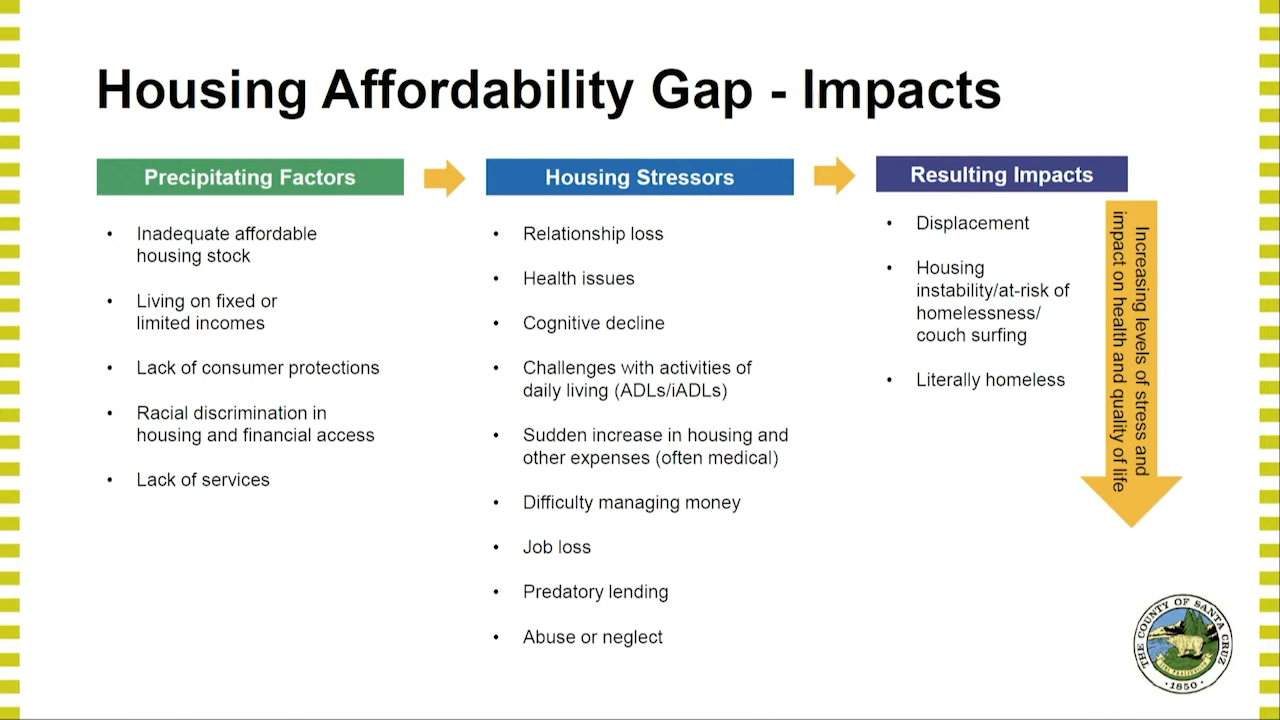 Housing Affordability Gap - Impacts
Precipitating Factors
• Inadequate affordable
housing stock
• Living on fixed or
limited incomes
• Lack of consumer protections
• Racial discrimination in
housing and financial access
• Lack of services
Housing Stressors
• Relationship loss
• Health issues
• Cognitive decline
• Challenges with activities of
daily living (ADLs/iADLs)
• Sudden increase in housing and
other expenses (often medical)
• Difficulty managing money
• Job loss
• Predatory lending
• Abuse or neglect
Resulting Impacts
• Displacement
• Housing
instability/at-risk of
homelessness/
couch surfing
• Literally homeless
Increasing levels of stress and
impact on health and quality of life
THE COUNTY OF SANTA CRUZ
·1850·